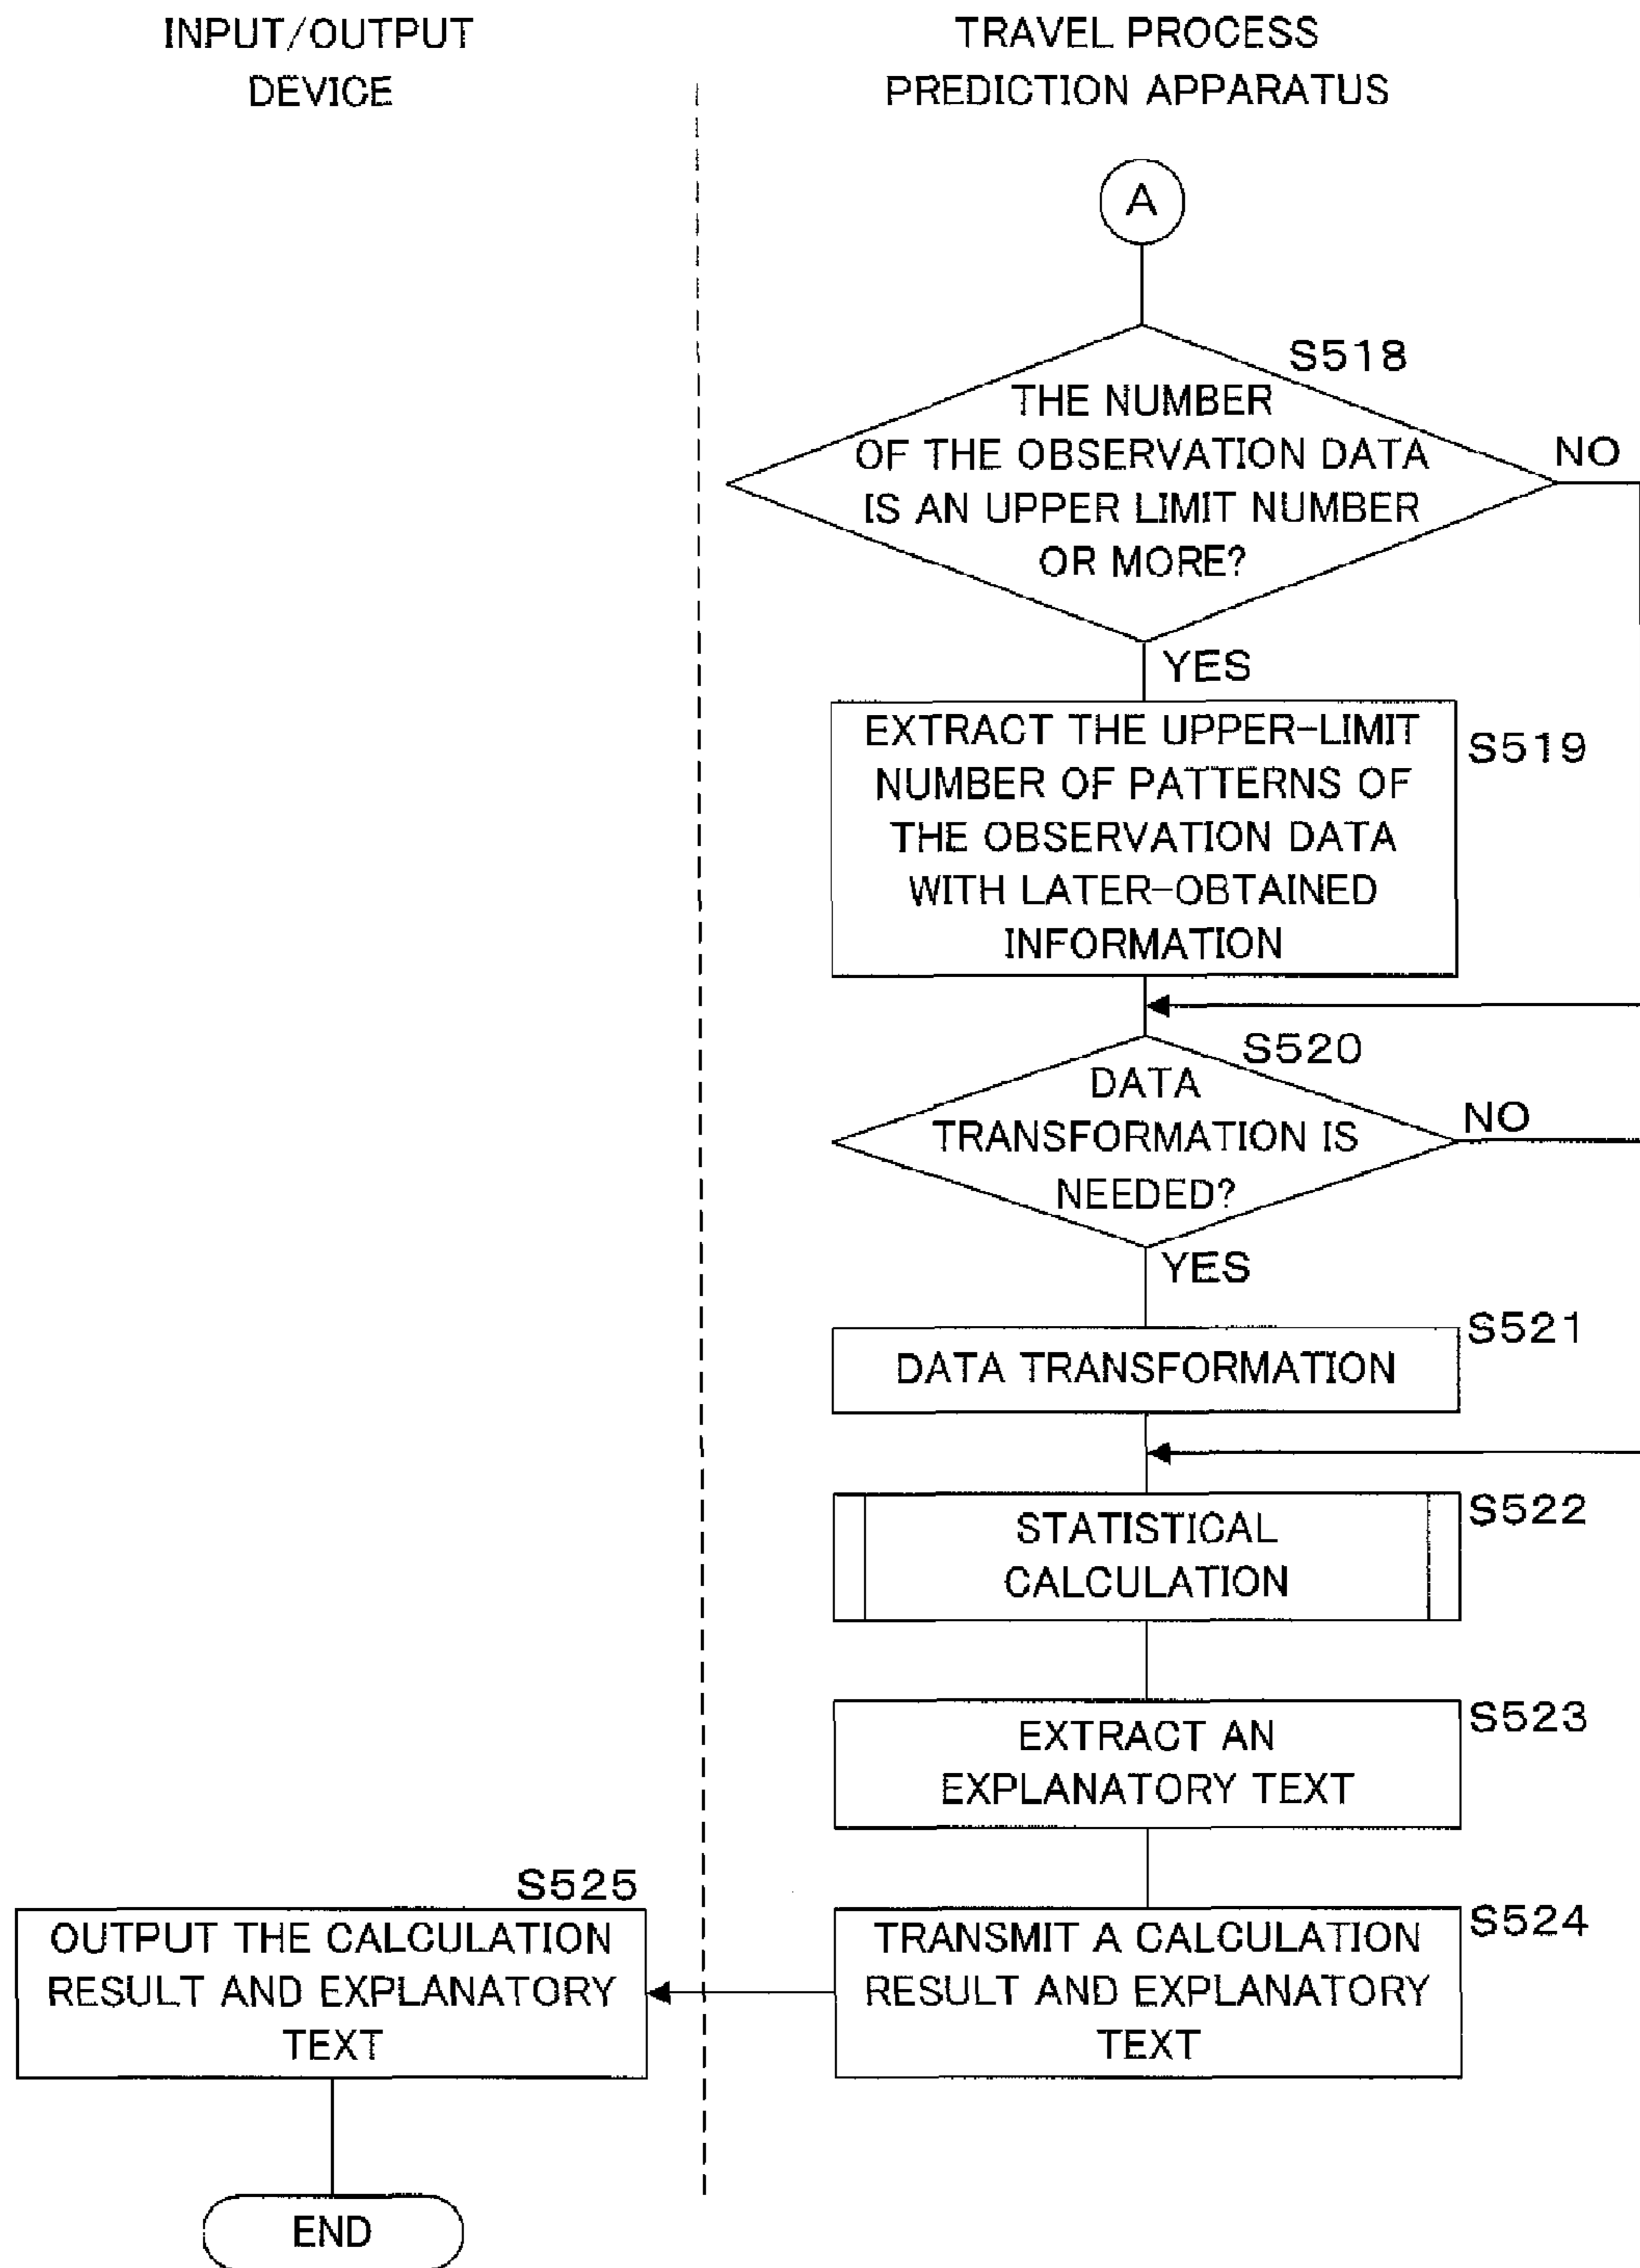 INPUT/OUTPUT
DEVICE
TRAVEL PROCESS
PREDICTION APPARATUS
A
S518
THE NUMBER
OF THE OBSERVATION DATA
IS AN UPPER LIMIT NUMBER
OR MORE?
NO
YES
EXTRACT THE UPPER-LIMIT
NUMBER OF PATTERNS OF
THE OBSERVATION DATA
WITH LATER-OBTAINED
INFORMATION
S519
S520
DATA
TRANSFORMATION IS
NEEDED?
NO
YES
S521
DATA TRANSFORMATION
S522
STATISTICAL
CALCULATION
S523
EXTRACT AN
EXPLANATORY TEXT
S524
TRANSMIT A CALCULATION
RESULT AND EXPLANATORY
TEXT
S525
OUTPUT THE CALCULATION
RESULT AND EXPLANATORY
TEXT
END